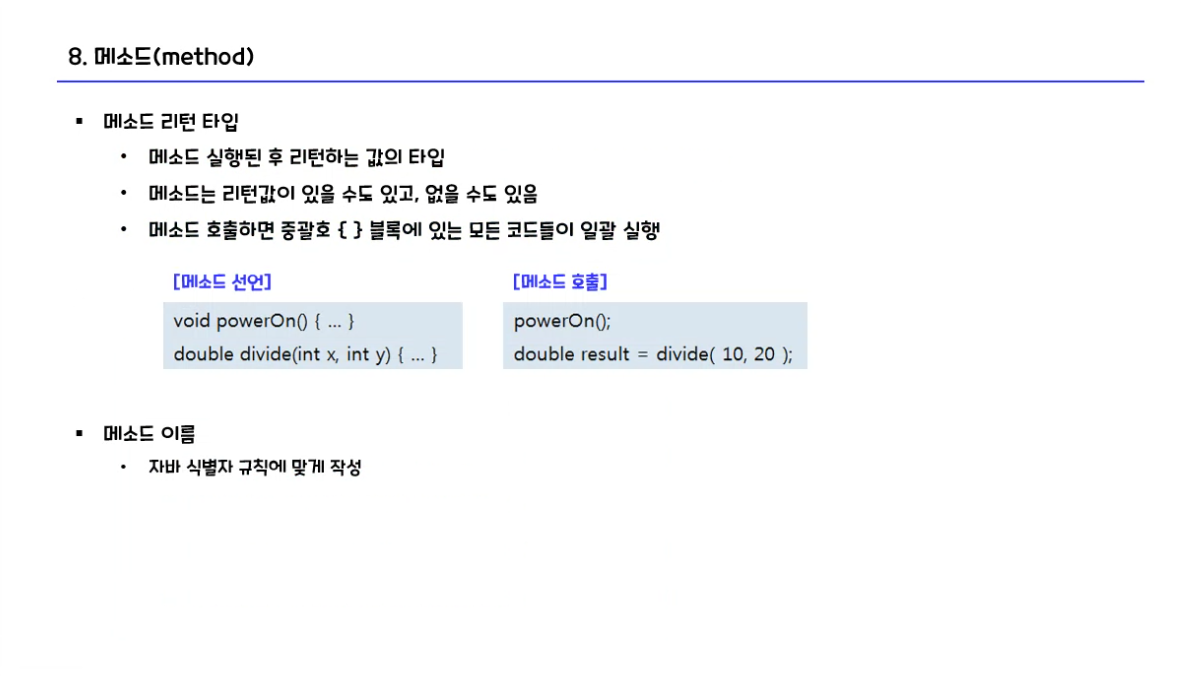 8. 메소드(method)
▪ 메소드 리턴 타입
• 메소드 실행된 후 리턴하는 값의 타입
• 메소드는 리턴값이 있을 수도 있고, 없을 수도 있음
• 메소드 호출하면 중괄호 { } 블록에 있는 모든 코드들이 일괄 실행
[메소드 선언]
void powerOn() { ... }
double divide(int x, int y) { ... }
[메소드 호출]
powerOn();
double result = divide( 10, 20 );
▪ 메소드 이름
• 자바 식별자 규칙에 맞게 작성